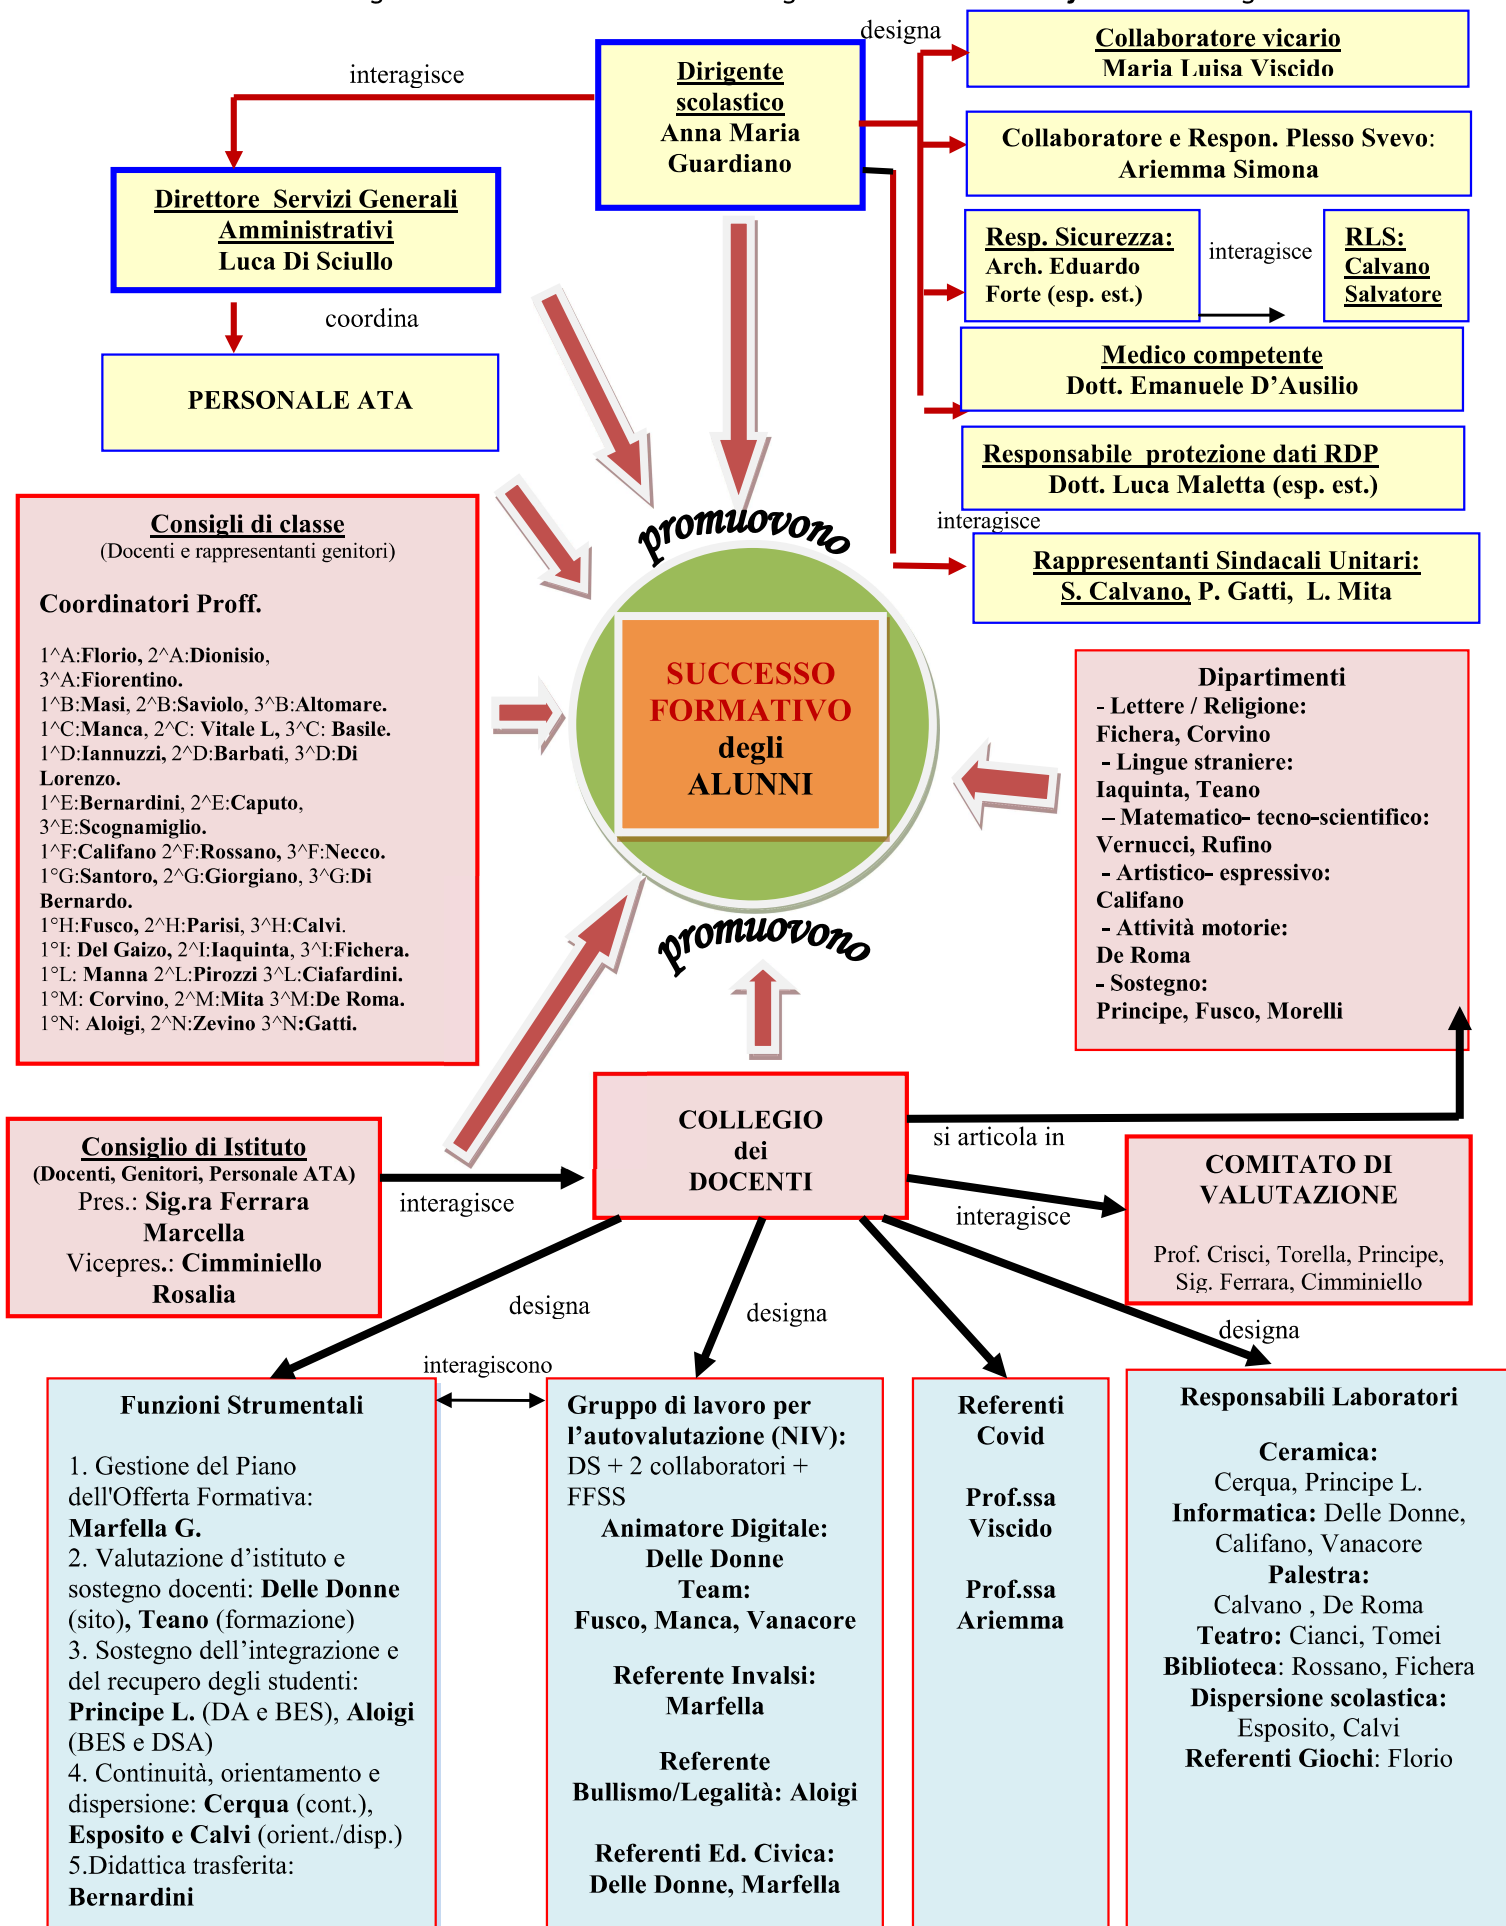 designa
Collaboratore vicario
Maria Luisa Viscido
interagisce
Dirigente
scolastico
Anna Maria
Guardiano
Collaboratore e Respon. Plesso Svevo:
Ariemma Simona
Direttore  Servizi Generali
Amministrativi
Luca Di Sciullo
Resp. Sicurezza:
Arch. Eduardo
Forte (esp. est.)
interagisce
RLS:
Calvano
Salvatore
coordina
PERSONALE ATA
Medico competente
Dott. Emanuele D’Ausilio
Responsabile  protezione dati RDP
Dott. Luca Maletta (esp. est.)
interagisce
Rappresentanti Sindacali Unitari:
S. Calvano, P. Gatti,  L. Mita
Consigli di classe
(Docenti e rappresentanti genitori)
Coordinatori Proff.
1^A:Florio, 2^A:Dionisio,
3^A:Fiorentino.
1^B:Masi, 2^B:Saviolo, 3^B:Altomare.
1^C:Manca, 2^C: Vitale L, 3^C: Basile.
1^D:Iannuzzi, 2^D:Barbati, 3^D:Di
Lorenzo.
1^E:Bernardini, 2^E:Caputo,
3^E:Scognamiglio.
1^F:Califano 2^F:Rossano, 3^F:Necco.
1°G:Santoro, 2^G:Giorgiano, 3^G:Di
Bernardo.
1°H:Fusco, 2^H:Parisi, 3^H:Calvi.
1°I: Del Gaizo, 2^I:Iaquinta, 3^I:Fichera.
1°L: Manna 2^L:Pirozzi 3^L:Ciafardini.
1°M: Corvino, 2^M:Mita 3^M:De Roma.
1°N: Aloigi, 2^N:Zevino 3^N:Gatti.
promuovono
SUCCESSO
FORMATIVO
degli
ALUNNI
promuovono
Dipartimenti
- Lettere / Religione:
Fichera, Corvino
- Lingue straniere:
Iaquinta, Teano
– Matematico- tecno-scientifico:
Vernucci, Rufino
- Artistico- espressivo:
Califano
- Attività motorie:
De Roma
- Sostegno:
Principe, Fusco, Morelli
Consiglio di Istituto
(Docenti, Genitori, Personale ATA)
Pres.: Sig.ra Ferrara
Marcella
Vicepres.: Cimminiello
Rosalia
interagisce
COLLEGIO
dei
DOCENTI
si articola in
interagisce
COMITATO DI
VALUTAZIONE
Prof. Crisci, Torella, Principe,
Sig. Ferrara, Cimminiello
designa
designa
designa
interagiscono
Funzioni Strumentali
1. Gestione del Piano
dell'Offerta Formativa:
Marfella G.
2. Valutazione d’istituto e
sostegno docenti: Delle Donne
(sito), Teano (formazione)
3. Sostegno dell’integrazione e
del recupero degli studenti:
Principe L. (DA e BES), Aloigi
(BES e DSA)
4. Continuità, orientamento e
dispersione: Cerqua (cont.),
Esposito e Calvi (orient./disp.)
5.Didattica trasferita:
Bernardini
Gruppo di lavoro per
l’autovalutazione (NIV):
DS + 2 collaboratori +
FFSS
Animatore Digitale:
Delle Donne
Team:
Fusco, Manca, Vanacore
Referente Invalsi:
Marfella
Referente
Bullismo/Legalità: Aloigi
Referenti Ed. Civica:
Delle Donne, Marfella
Referenti
Covid
Prof.ssa
Viscido
Prof.ssa
Ariemma
Responsabili Laboratori
Ceramica:
Cerqua, Principe L.
Informatica: Delle Donne,
Califano, Vanacore
Palestra:
Calvano , De Roma
Teatro: Cianci, Tomei
Biblioteca: Rossano, Fichera
Dispersione scolastica:
Esposito, Calvi
Referenti Giochi: Florio